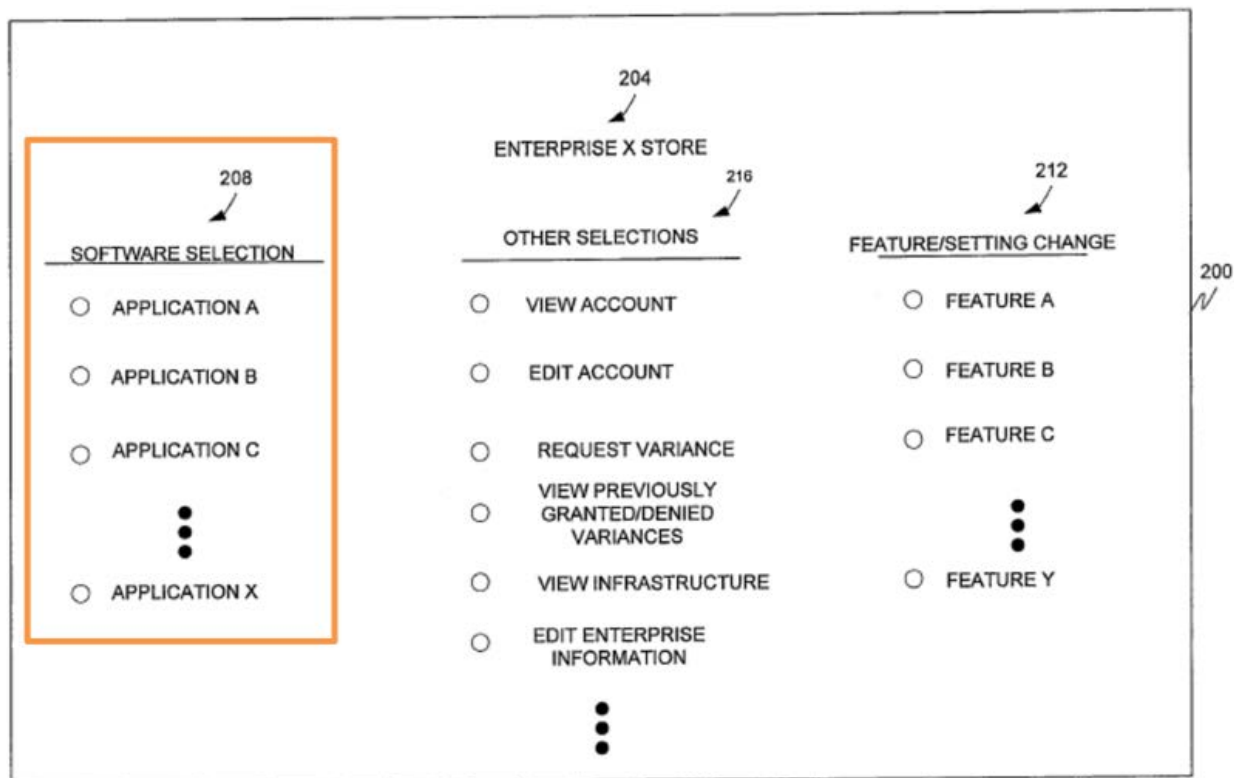 204
ENTERPRISE X STORE
208
SOFTWARE SELECTION
APPLICATION A
APPLICATION B
APPLICATION C
APPLICATION X
216
OTHER SELECTIONS
VIEW ACCOUNT
EDIT ACCOUNT
REQUEST VARIANCE
VIEW PREVIOUSLY
GRANTED/DENIED
VARIANCES
VIEW INFRASTRUCTURE
EDIT ENTERPRISE
INFORMATION
212
FEATURE/SETTING CHANGE
FEATURE A
FEATURE B
FEATURE C
FEATURE Y
200